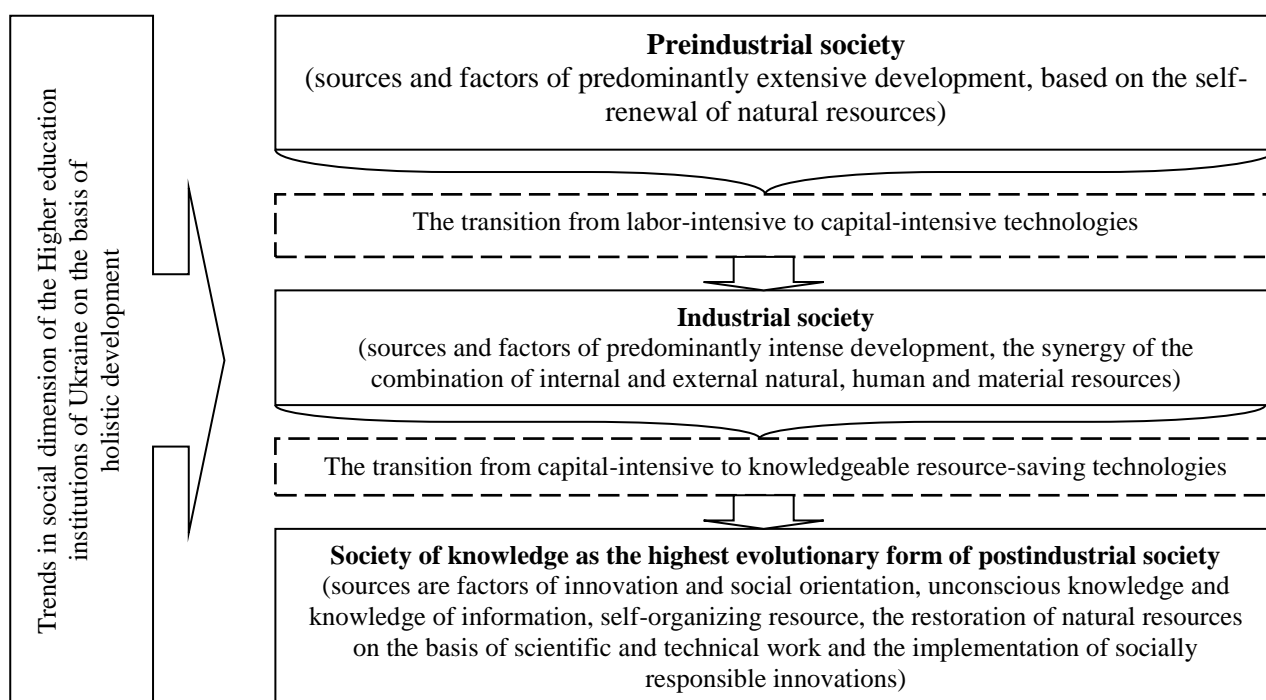 Trends in social dimension of the Higher education
institutions of Ukraine on the basis of
holistic development
Preindustrial society
(sources and factors of predominantly extensive development, based on the self-
renewal of natural resources)
The transition from labor-intensive to capital-intensive technologies
Industrial society
(sources and factors of predominantly intense development, the synergy of the
combination of internal and external natural, human and material resources)
The transition from capital-intensive to knowledgeable resource-saving technologies
Society of knowledge as the highest evolutionary form of postindustrial society
(sources are factors of innovation and social orientation, unconscious knowledge and
knowledge of information, self-organizing resource, the restoration of natural resources
on the basis of scientific and technical work and the implementation of socially
responsible innovations)